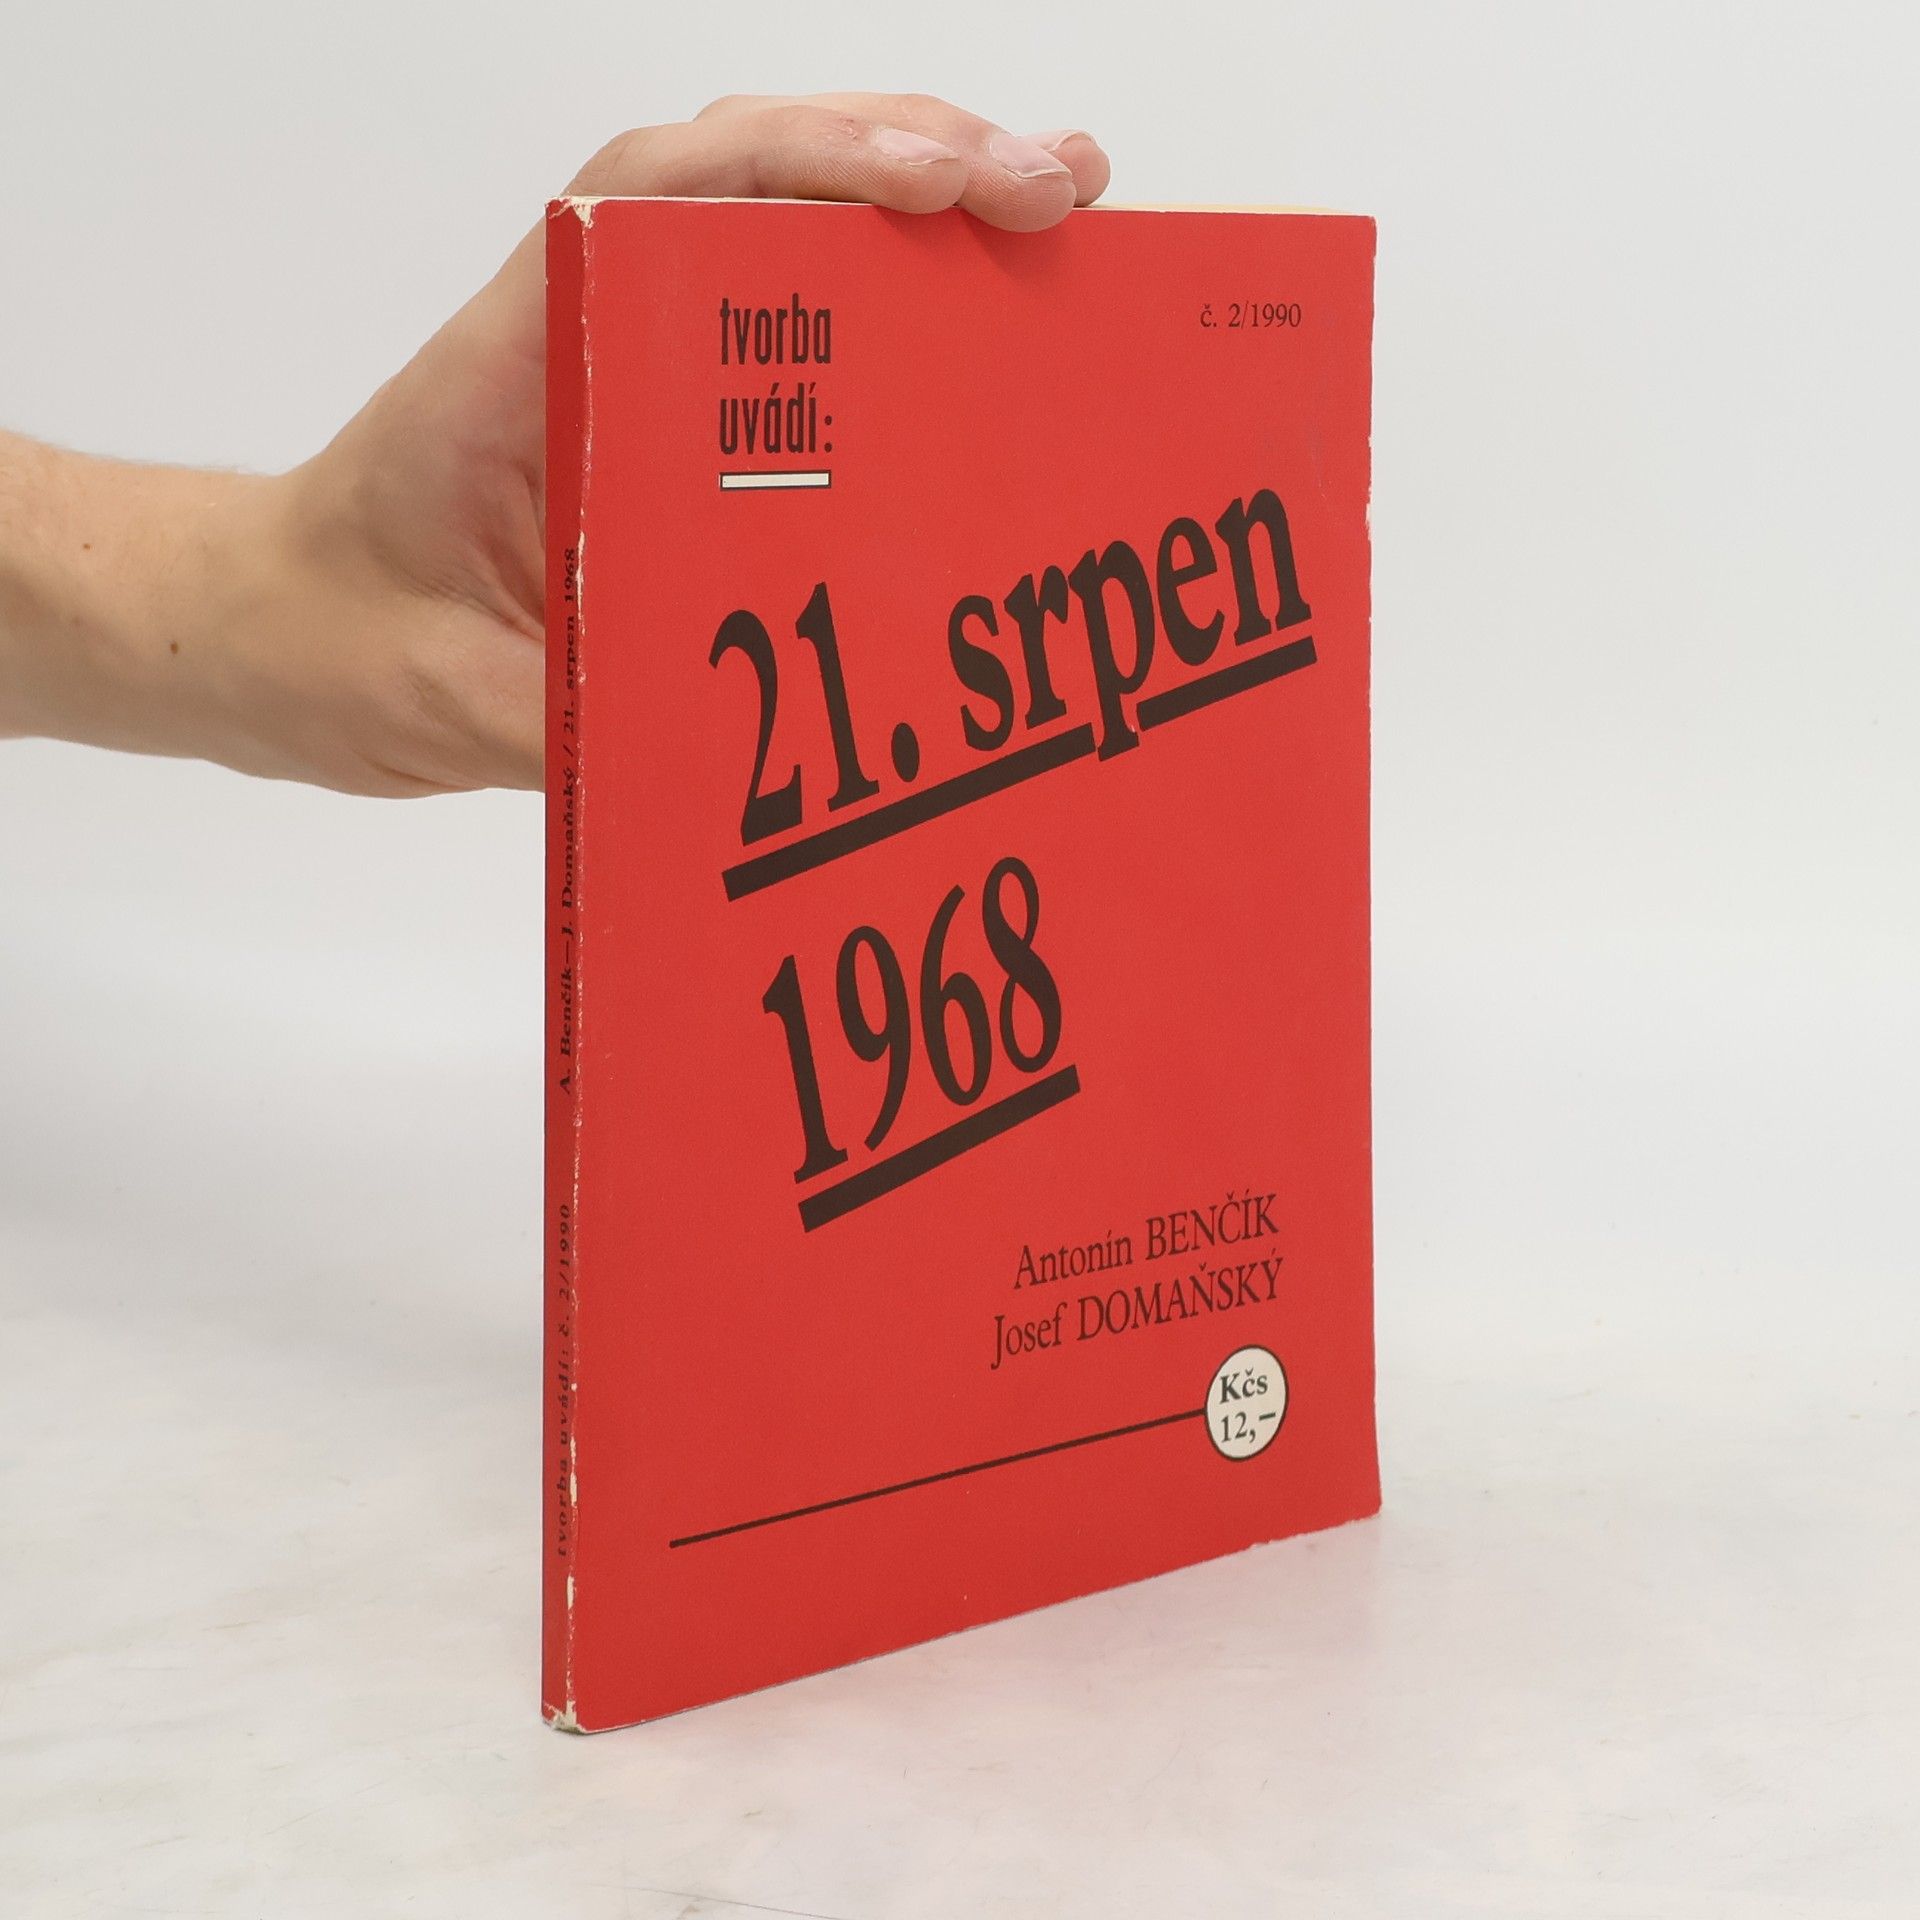 tvorba
uvádí:
č. 2/1990
21. srpen
1968
Antonín BENČÍK
Josef DOMAŇSKÝ
Kčs
12,–
tvorba uvádí: č. 2/1990 A. Benčík—J. Domaňský / 21. srpen 1968